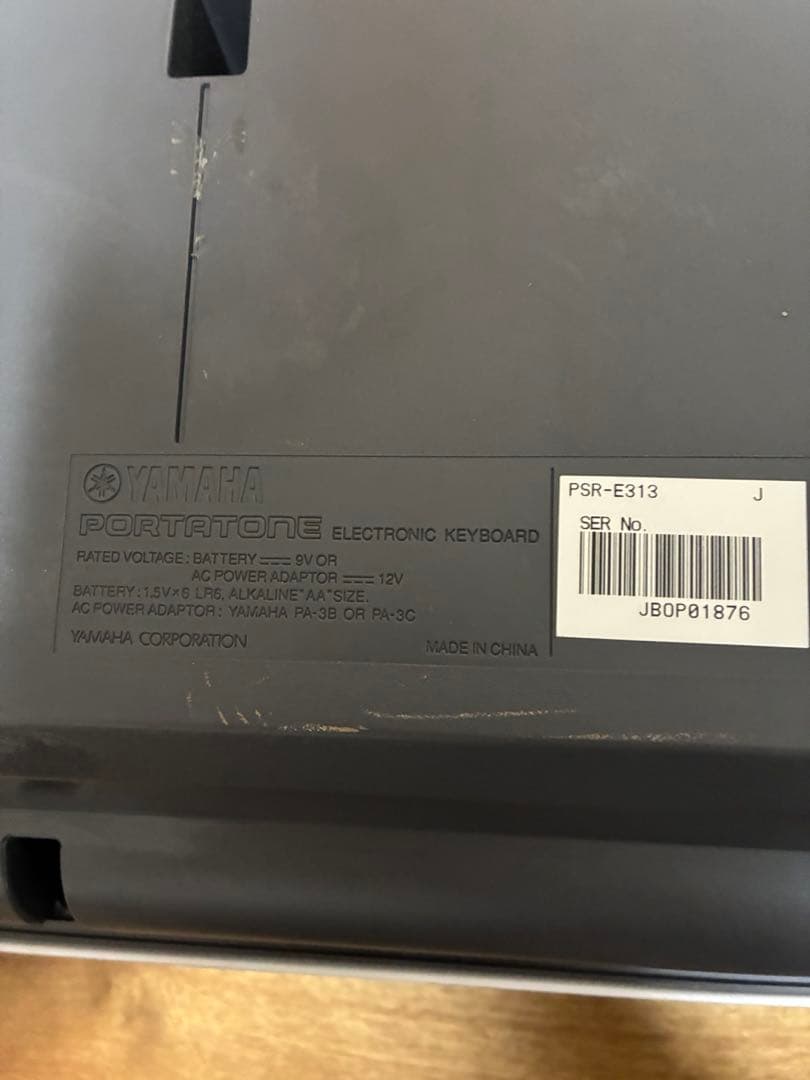 YAMAHA
PORTATONE ELECTRONIC KEYBOARD
RATED VOLTAGE : BATTERY ⎓ 9V OR
AC POWER ADAPTOR ⎓ 12V
BATTERY : 1.5V×6 LR6, ALKALINE "AA" SIZE.
AC POWER ADAPTOR : YAMAHA PA-3B OR PA-3C
YAMAHA CORPORATION
MADE IN CHINA
PSR-E313 J
SER No.
JBOP01876